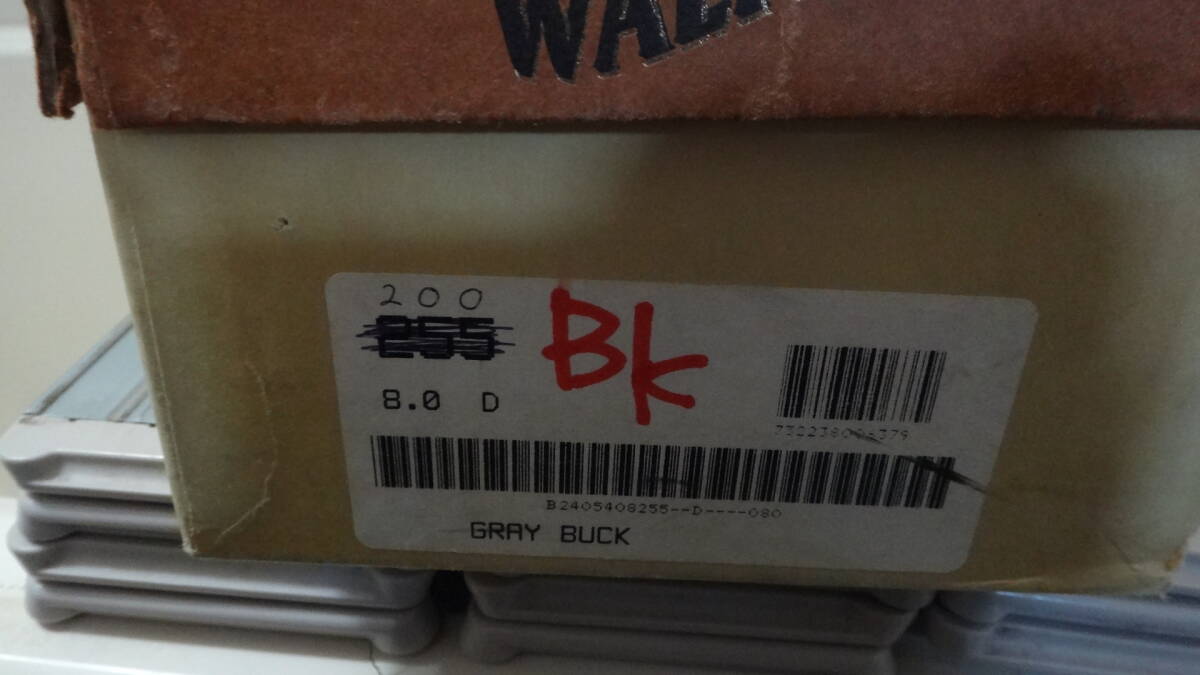 200
255
Bk
8.0 D
B2405408255--D----080
GRAY BUCK